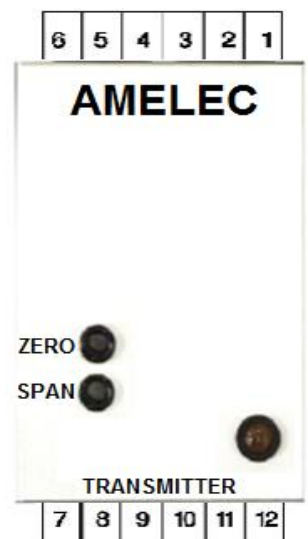 6 5 4 3 2 1
AMELEC
ZERO
SPAN
TRANSMITTER
7 8 9 10 11 12